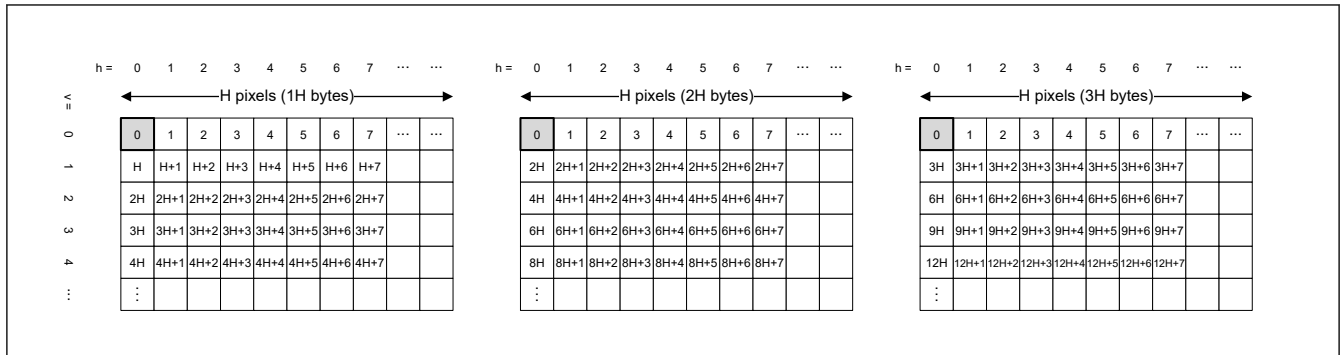 h = 0 1 2 3 4 5 6 7 ... ... h = 0 1 2 3 4 5 6 7 ... ... h = 0 1 2 3 4 5 6 7 ... ...
v = H pixels (1H bytes) H pixels (2H bytes) H pixels (3H bytes)
0 0 1 2 3 4 5 6 7 ... ... 0 1 2 3 4 5 6 7 ... ... 0 1 2 3 4 5 6 7 ... ...
1 H H+1 H+2 H+3 H+4 H+5 H+6 H+7 2H 2H+1 2H+2 2H+3 2H+4 2H+5 2H+6 2H+7 3H 3H+1 3H+2 3H+3 3H+4 3H+5 3H+6 3H+7
2 2H 2H+1 2H+2 2H+3 2H+4 2H+5 2H+6 2H+7 4H 4H+1 4H+2 4H+3 4H+4 4H+5 4H+6 4H+7 6H 6H+1 6H+2 6H+3 6H+4 6H+5 6H+6 6H+7
3 3H 3H+1 3H+2 3H+3 3H+4 3H+5 3H+6 3H+7 6H 6H+1 6H+2 6H+3 6H+4 6H+5 6H+6 6H+7 9H 9H+1 9H+2 9H+3 9H+4 9H+5 9H+6 9H+7
4 4H 4H+1 4H+2 4H+3 4H+4 4H+5 4H+6 4H+7 8H 8H+1 8H+2 8H+3 8H+4 8H+5 8H+6 8H+7 12H 12H+1 12H+2 12H+3 12H+4 12H+5 12H+6 12H+7
... ⋮ ⋮ ⋮